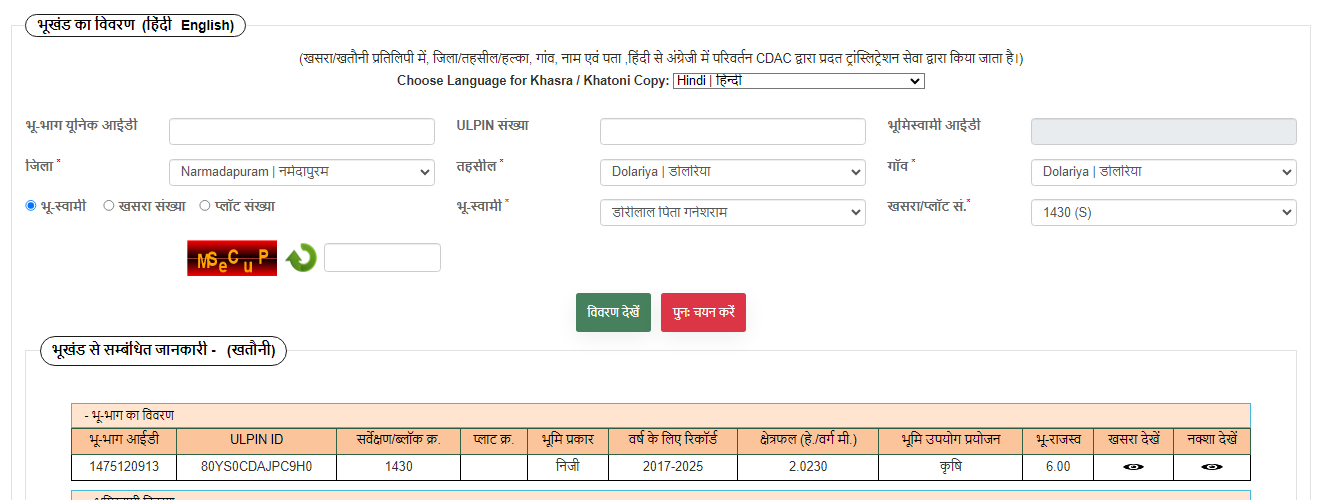 भूखंड का विवरण (हिंदी English)
(खसरा/खतौनी प्रतिलिपी में, जिला/तहसील/हल्का, गांव, नाम एवं पता ,हिंदी से अंग्रेजी में परिवर्तन CDAC द्वारा प्रदत ट्रांस्लिट्रेशन सेवा द्वारा किया जाता है।)
Choose Language for Khasra / Khatoni Copy: Hindi | हिन्दी
भू-भाग यूनिक आईडी ULPIN संख्या भूमिस्वामी आईडी
जिला * Narmadapuram | नर्मदापुरम तहसील * Dolariya | डोलरिया गाँव * Dolariya | डोलरिया
भू-स्वामी खसरा संख्या प्लॉट संख्या भू-स्वामी * डोरीलाल पिता गनेशराम खसरा/प्लॉट सं.* 1430 (S)
MSeCuP
विवरण देखें पुनः चयन करें
भूखंड से सम्बंधित जानकारी - (खतौनी)
- भू-भाग का विवरण
भू-भाग आईडी ULPIN ID सर्वेक्षण/ब्लॉक क्र. प्लाट क्र. भूमि प्रकार वर्ष के लिए रिकॉर्ड क्षेत्रफल (हे./वर्ग मी.) भूमि उपयोग प्रयोजन भू-राजस्व खसरा देखें नक्शा देखें
1475120913 80YS0CDAJPC9H0 1430 निजी 2017-2025 2.0230 कृषि 6.00